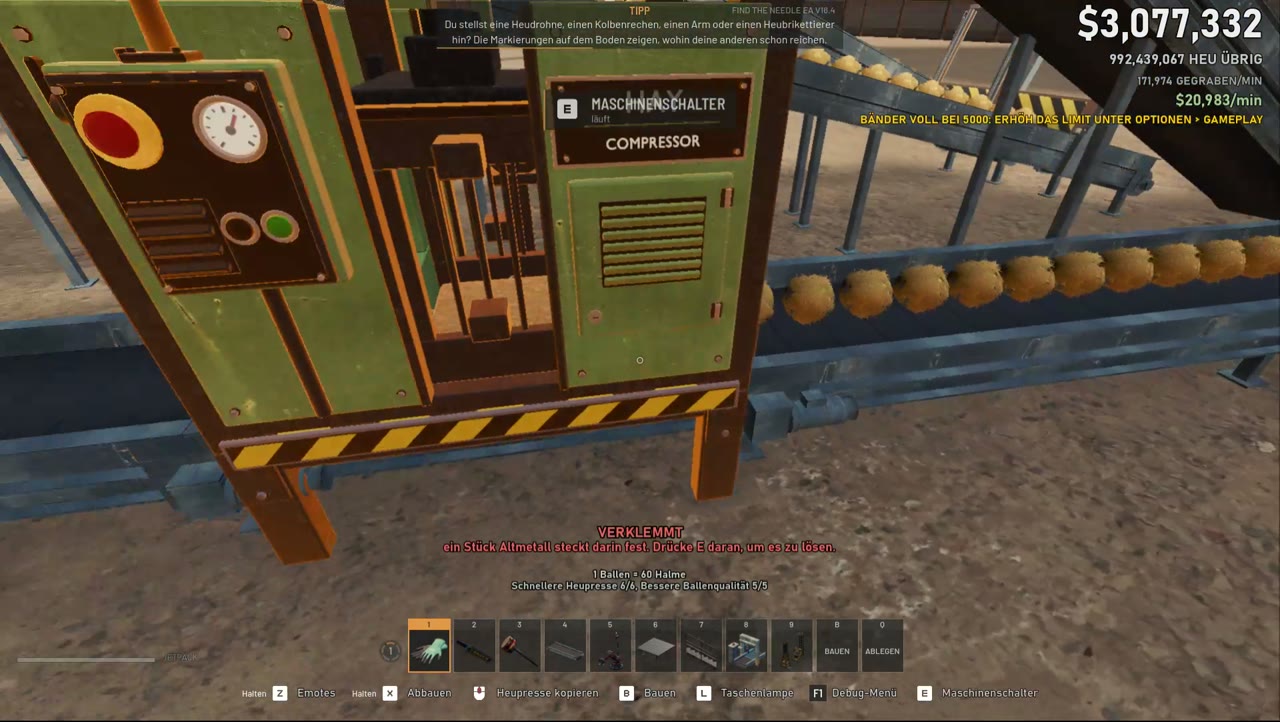 TIPP
FIND THE NEEDLE EA V18.4
Du stellst eine Heudrohne, einen Kolbenrechen, einen Arm oder einen Heubrikettierer
hin? Die Markierungen auf dem Boden zeigen, wohin deine anderen schon reichen.
$3,077,332
992,439,067 HEU ÜBRIG
171,974 GEGRABEN/MIN
$20,983/min
BÄNDER VOLL BEI 5000: ERHÖH DAS LIMIT UNTER OPTIONEN > GAMEPLAY
E MASCHINENSCHALTER
läuft
COMPRESSOR
VERKLEMMT
ein Stück Altmetall steckt darin fest. Drücke E daran, um es zu lösen.
1 Ballen = 60 Halme
Schnellere Heupresse 6/6, Bessere Ballenqualität 5/5
1 2 3 4 5 6 7 8 9 B Q
1 BAUEN ABLEGEN
Halten Z Emotes Halten X Abbauen Heupresse kopieren B Bauen L Taschenlampe F1 Debug-Menü E Maschinenschalter